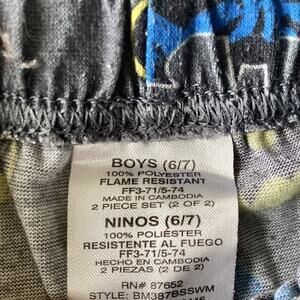 BOYS (6/7)
100% POLYESTER
FLAME RESISTANT
FF3-71/5-74
MADE IN CAMBODIA
2 PIECE SET (2 OF 2)
NINOS (6/7)
100% POLIÉSTER
RESISTENTE AL FUEGO
FF3-71/5-74
HECHO EN CAMBODIA
2 PIEZAS (2 DE 2)
RN# 87652
STYLE: BM387BSSWM